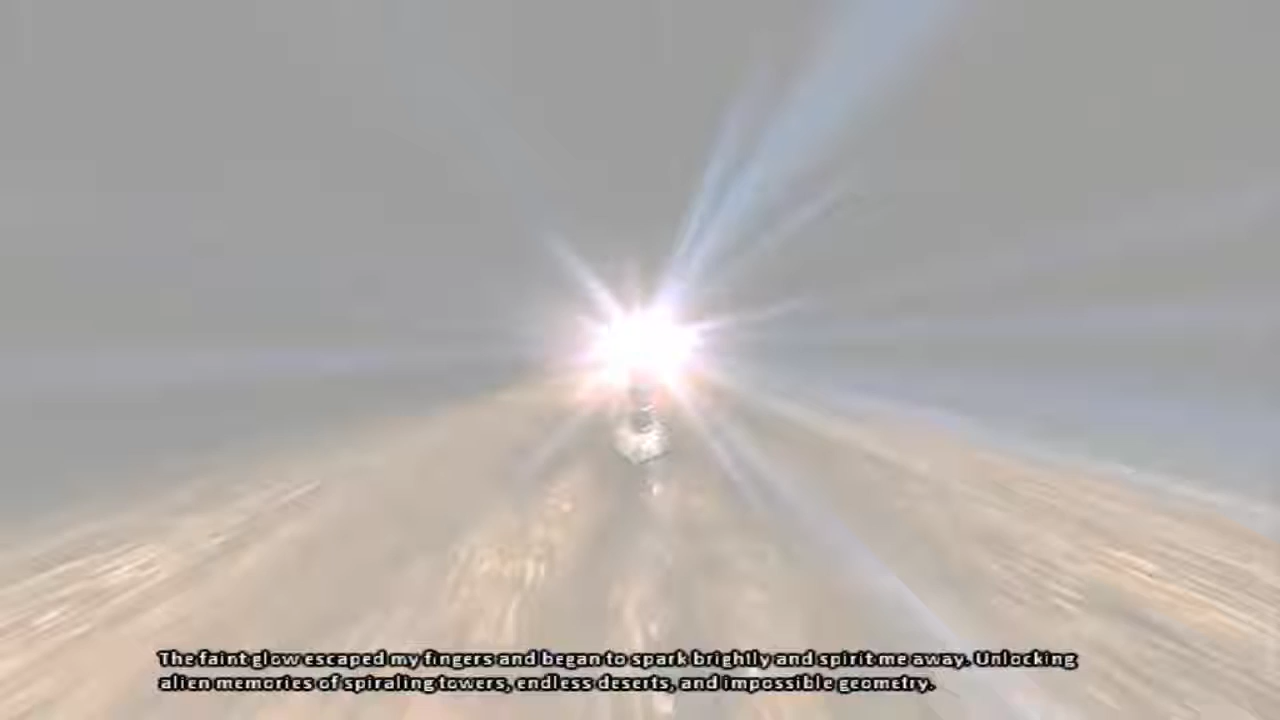 The faint glow escaped my fingers and began to spark brightly and spirit me away. Unlocking
alien memories of spiraling towers, endless deserts, and impossible geometry.